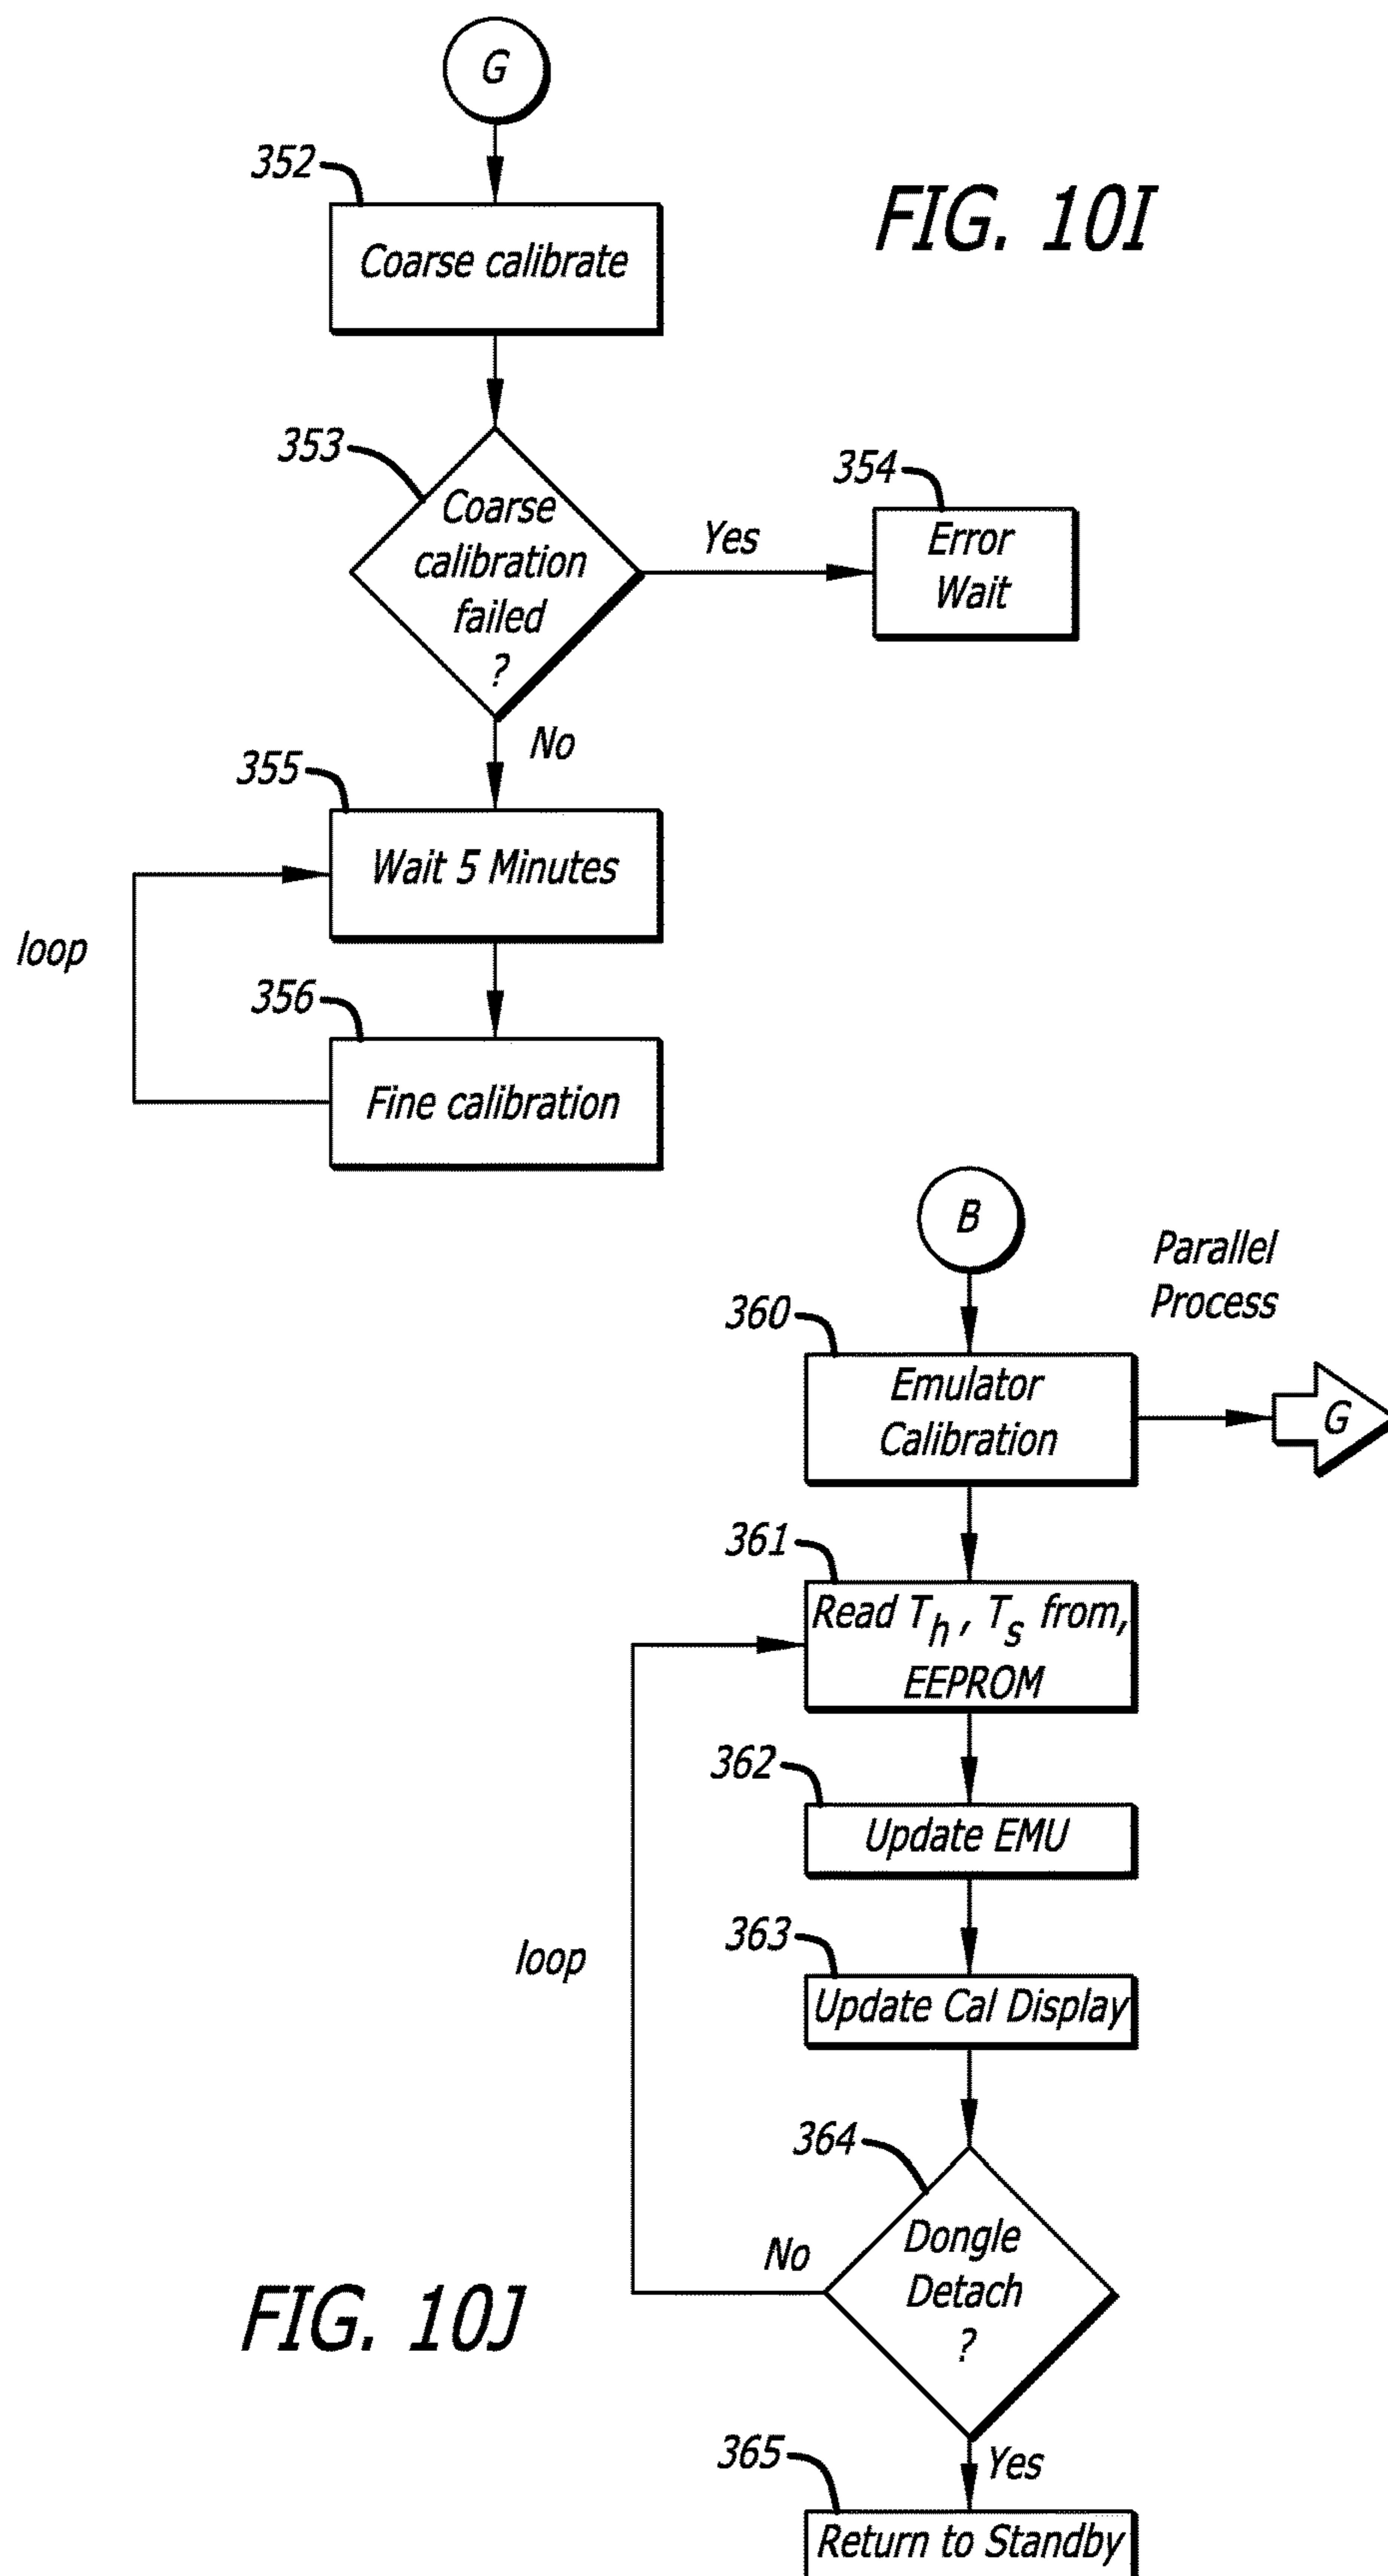 G
352
Coarse calibrate
FIG. 10I
353
Coarse
calibration
failed
?
Yes
354
Error
Wait
No
355
Wait 5 Minutes
loop
356
Fine calibration
B
Parallel
Process
360
Emulator
Calibration
G
361
Read Th, Ts from,
EEPROM
362
Update EMU
363
Update Cal Display
loop
364
Dongle
Detach
?
No
FIG. 10J
Yes
365
Return to Standby